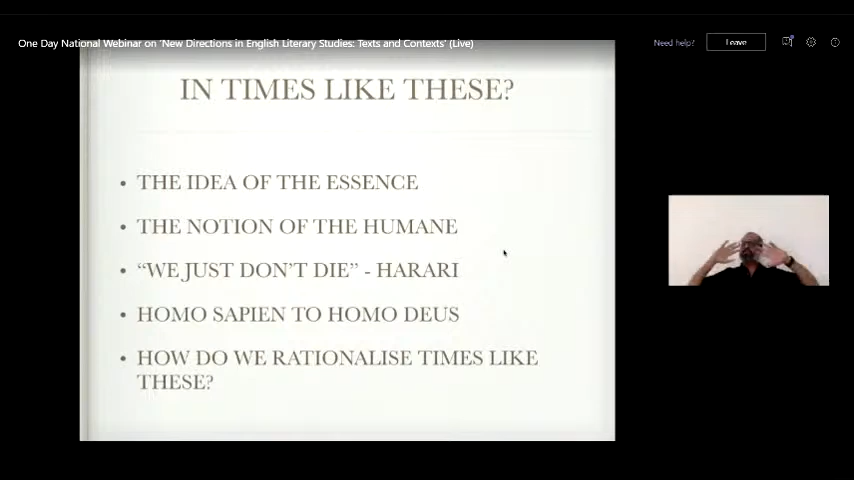 One Day National Webinar on 'New Directions in English Literary Studies: Texts and Contexts' (Live)
Need help?
Leave
IN TIMES LIKE THESE?
• THE IDEA OF THE ESSENCE
• THE NOTION OF THE HUMANE
• “WE JUST DON’T DIE” - HARARI
• HOMO SAPIEN TO HOMO DEUS
• HOW DO WE RATIONALISE TIMES LIKE
THESE?